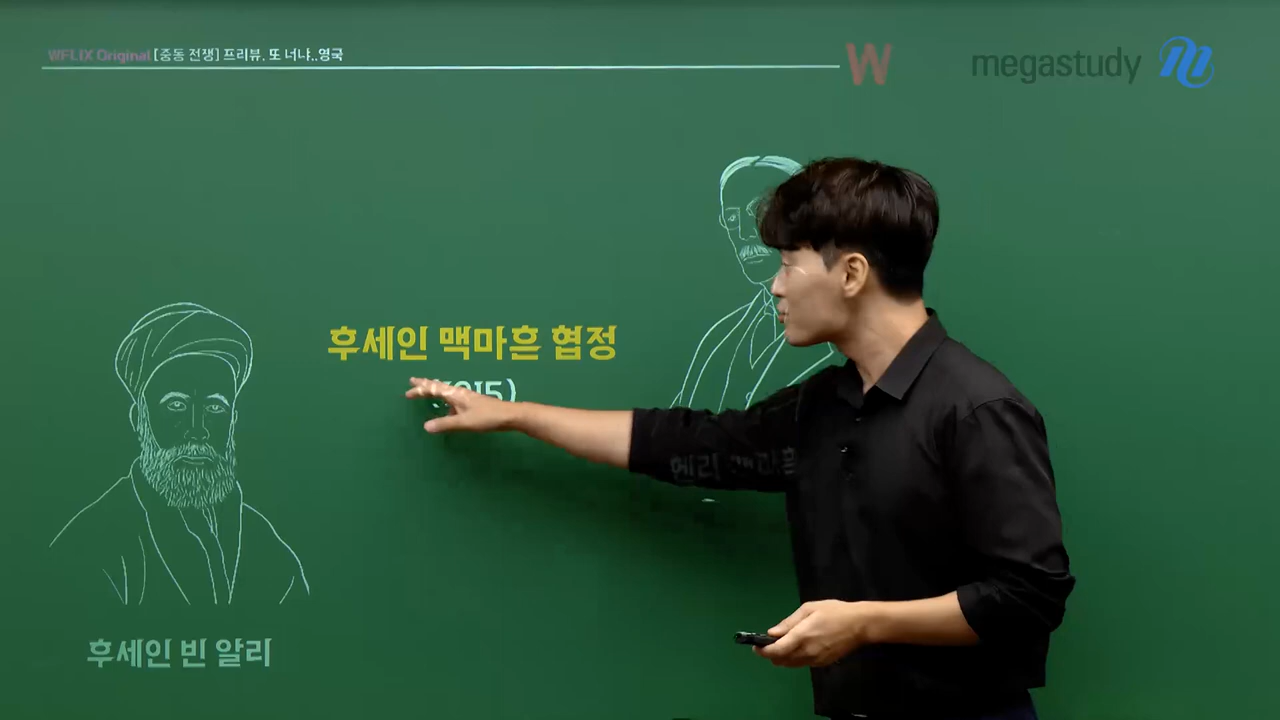 WFLIX Original [중동 전쟁] 프리뷰. 또 너냐..영국
W
megastudy
후세인 맥마흔 협정
후세인 빈 알리